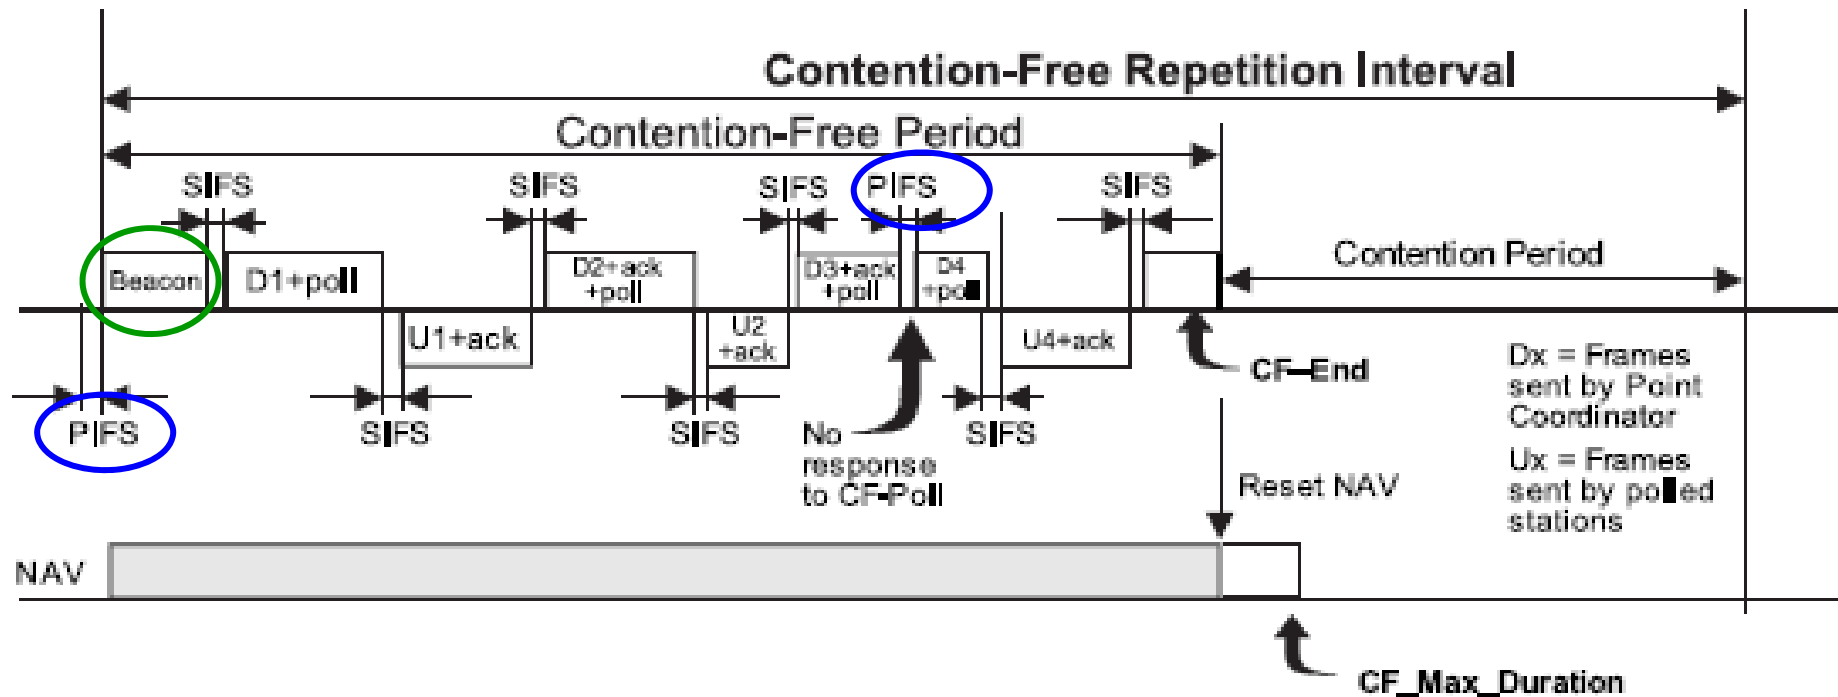 Contention-Free Repetition Interval
Contention-Free Period
SIFS
SIFS
SIFS
PIFS
SIFS
Beacon
D1+poll
D2+ack
+poll
D3+ack
+poll
D4
+poll
Contention Period
U1+ack
U2
+ack
U4+ack
CF-End
Dx = Frames
sent by Point
Coordinator
Ux = Frames
sent by polled
stations
PIFS
SIFS
SIFS
No
response
to CF-Poll
SIFS
Reset NAV
NAV
CF_Max_Duration